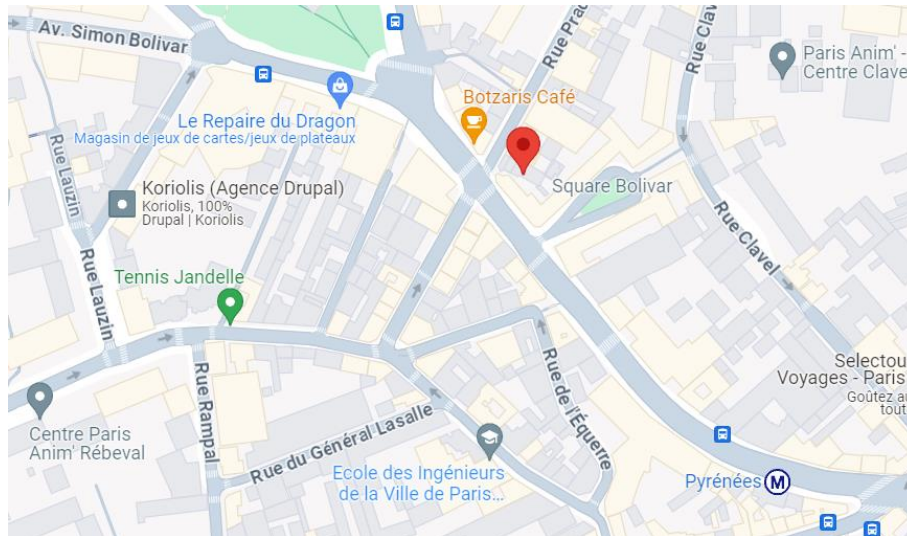 Av. Simon Bolivar
Rue Prad
Rue Clav
Paris Anim' -
Centre Clave
Botzaris Café
Le Repaire du Dragon
Magasin de jeux de cartes/jeux de plateaux
Koriolis (Agence Drupal)
Koriolis, 100%
Drupal | Koriolis
Square Bolivar
Rue Lauzin
Rue Lauzin
Rue Clavel
Tennis Jandelle
Rue Rampal
Rue de l'Équerre
Selectou
Voyages - Paris
Goûtez au
tout
Centre Paris
Anim' Rébeval
Rue du Général Lasalle
Ecole des Ingénieurs
de la Ville de Paris...
Pyrénées M